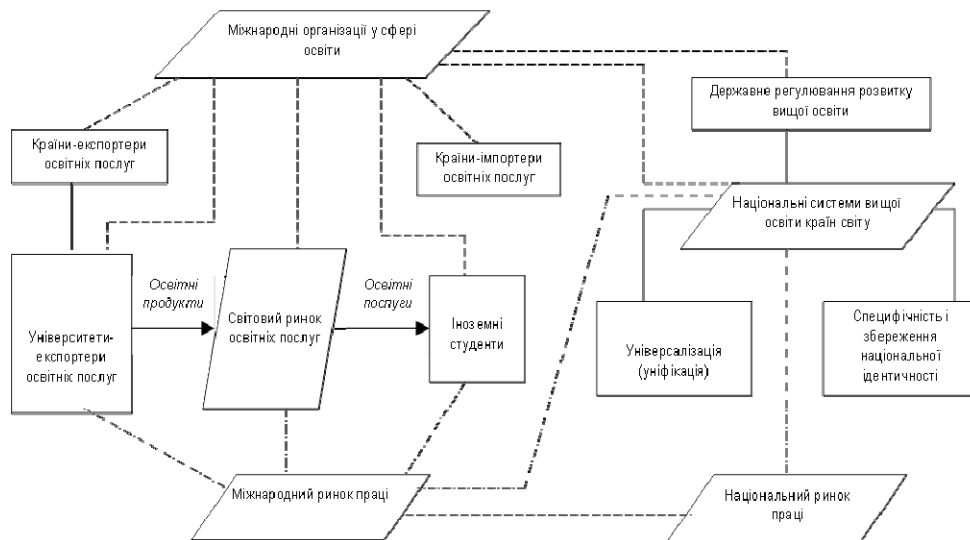 Міжнародні організації у сфері
освіти
Державне регулювання розвитку
вищої освіти
Країни-експортери
освітніх послуг
Країни-імпортери
освітніх послуг
Національні системи вищої
освіти країн світу
Освітні
продукти
Освітні
послуги
Університети-
експортери
освітніх послуг
Світовий ринок
освітніх послуг
Іноземні
студенти
Універсалізація
(уніфікація)
Специфічність і
збереження
національної
ідентичності
Міжнародний ринок праці
Національний ринок
праці